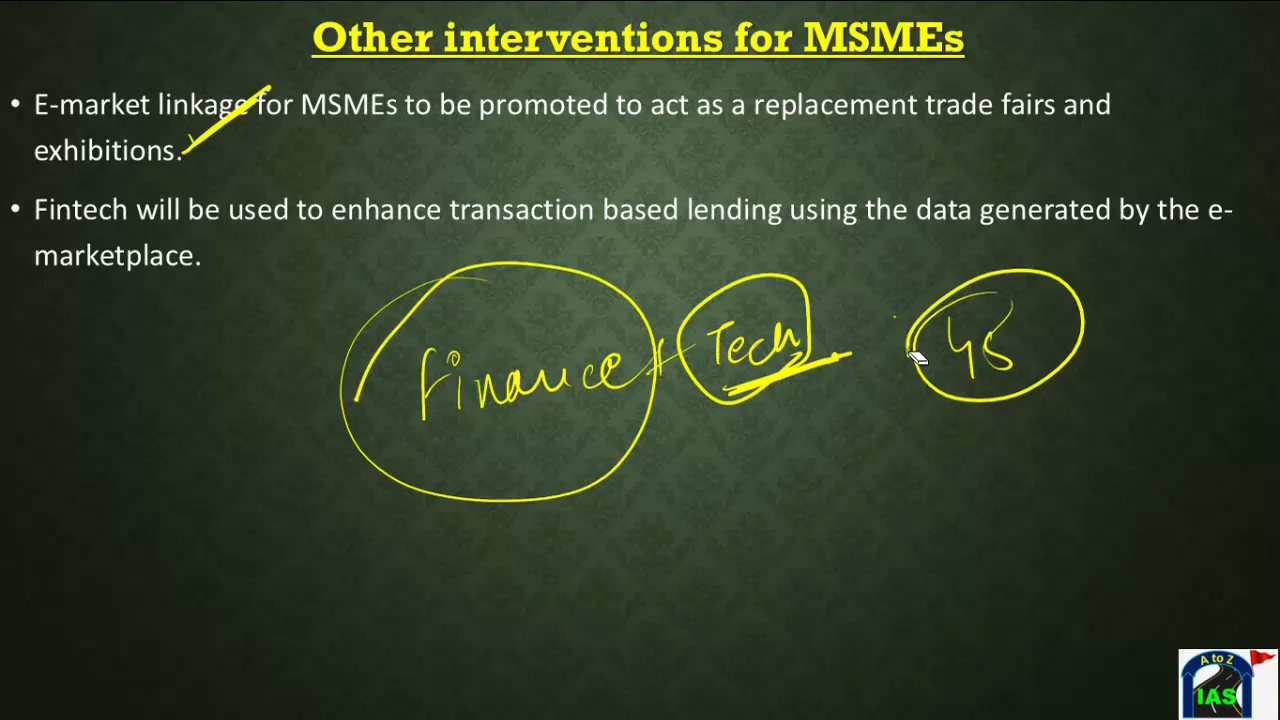 Other interventions for MSMEs
• E-market linkage for MSMEs to be promoted to act as a replacement trade fairs and
exhibitions.
• Fintech will be used to enhance transaction based lending using the data generated by the e-
marketplace.
finance + Tech 45
A to Z
IAS